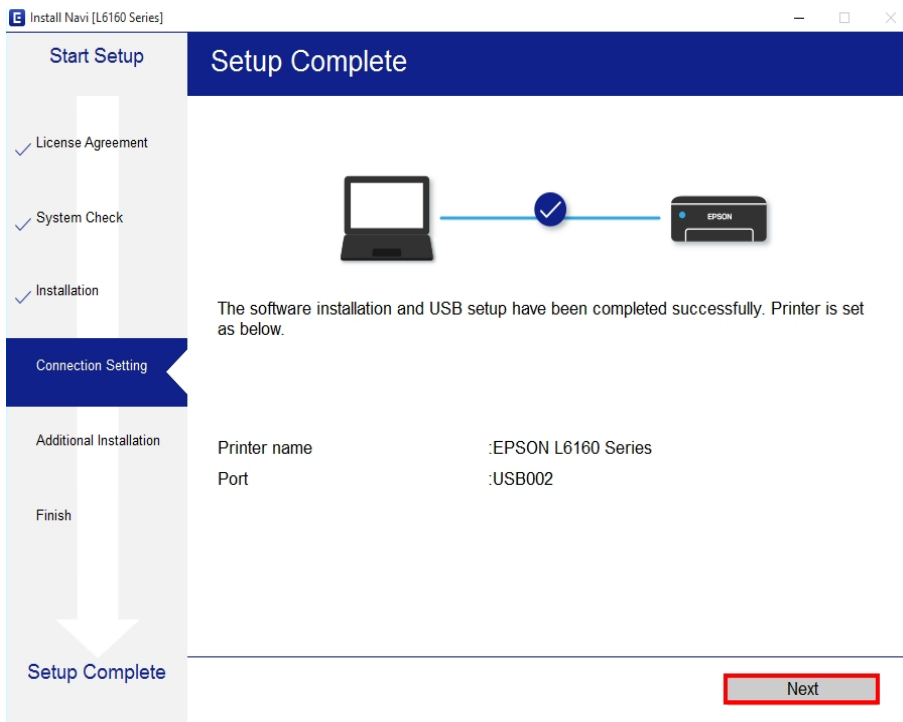 Install Navi [L6160 Series]
Start Setup
Setup Complete
License Agreement
System Check
Installation
Connection Setting
Additional Installation
Finish
Setup Complete
EPSON
The software installation and USB setup have been completed successfully. Printer is set
as below.
Printer name :EPSON L6160 Series
Port :USB002
Next